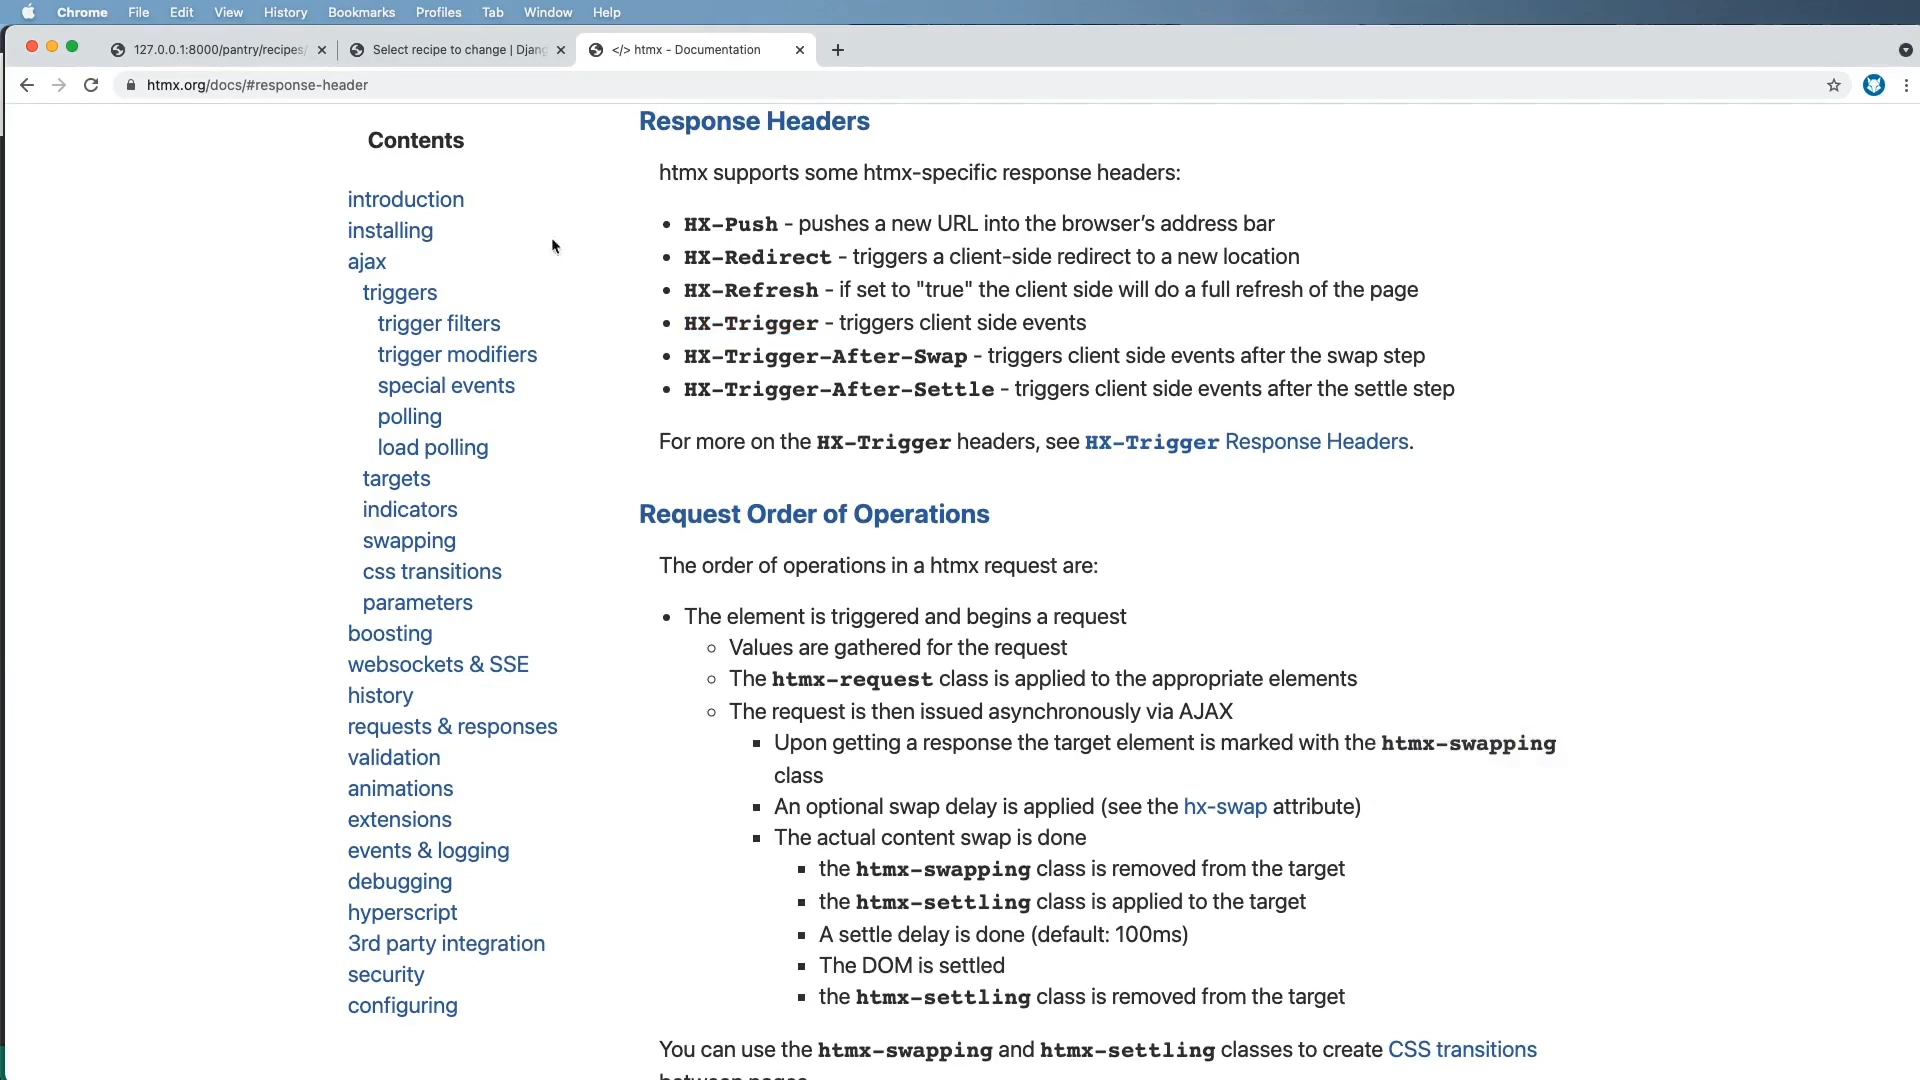 Chrome File Edit View History Bookmarks Profiles Tab Window Help
127.0.0.1:8000/pantry/recipes/
Select recipe to change | Djang
</> htmx - Documentation
htmx.org/docs/#response-header
Contents
introduction
installing
ajax
triggers
trigger filters
trigger modifiers
special events
polling
load polling
targets
indicators
swapping
css transitions
parameters
boosting
websockets & SSE
history
requests & responses
validation
animations
extensions
events & logging
debugging
hyperscript
3rd party integration
security
configuring
Response Headers
htmx supports some htmx-specific response headers:
• HX-Push - pushes a new URL into the browser’s address bar
• HX-Redirect - triggers a client-side redirect to a new location
• HX-Refresh - if set to "true" the client side will do a full refresh of the page
• HX-Trigger - triggers client side events
• HX-Trigger-After-Swap - triggers client side events after the swap step
• HX-Trigger-After-Settle - triggers client side events after the settle step
For more on the HX-Trigger headers, see HX-Trigger Response Headers.
Request Order of Operations
The order of operations in a htmx request are:
• The element is triggered and begins a request
◦ Values are gathered for the request
◦ The htmx-request class is applied to the appropriate elements
◦ The request is then issued asynchronously via AJAX
▪ Upon getting a response the target element is marked with the htmx-swapping
class
▪ An optional swap delay is applied (see the hx-swap attribute)
▪ The actual content swap is done
▪ the htmx-swapping class is removed from the target
▪ the htmx-settling class is applied to the target
▪ A settle delay is done (default: 100ms)
▪ The DOM is settled
▪ the htmx-settling class is removed from the target
You can use the htmx-swapping and htmx-settling classes to create CSS transitions
between pages.